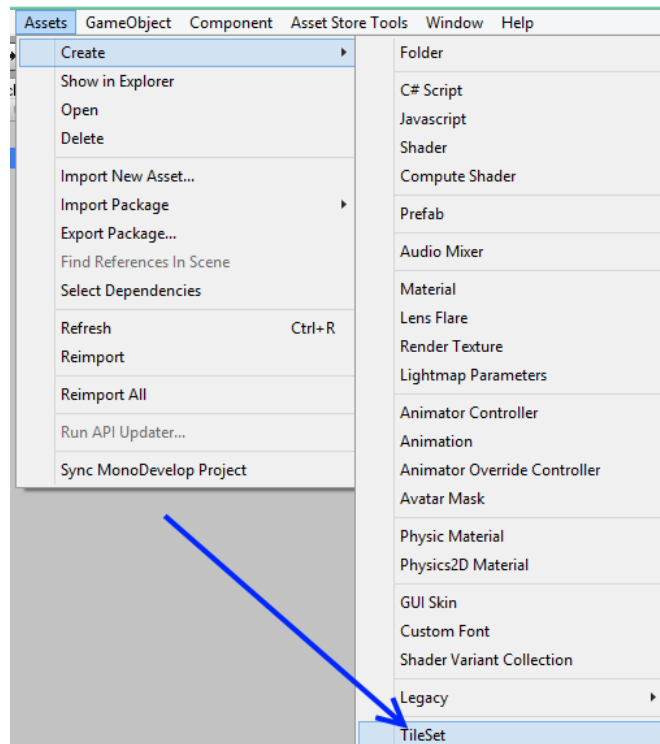 Assets GameObject Component Asset Store Tools Window Help
Create
Show in Explorer
Open
Delete
Import New Asset...
Import Package
Export Package...
Find References In Scene
Select Dependencies
Refresh Ctrl+R
Reimport
Reimport All
Run API Updater...
Sync MonoDevelop Project
Folder
C# Script
Javascript
Shader
Compute Shader
Prefab
Audio Mixer
Material
Lens Flare
Render Texture
Lightmap Parameters
Animator Controller
Animation
Animator Override Controller
Avatar Mask
Physic Material
Physics2D Material
GUI Skin
Custom Font
Shader Variant Collection
Legacy
TileSet